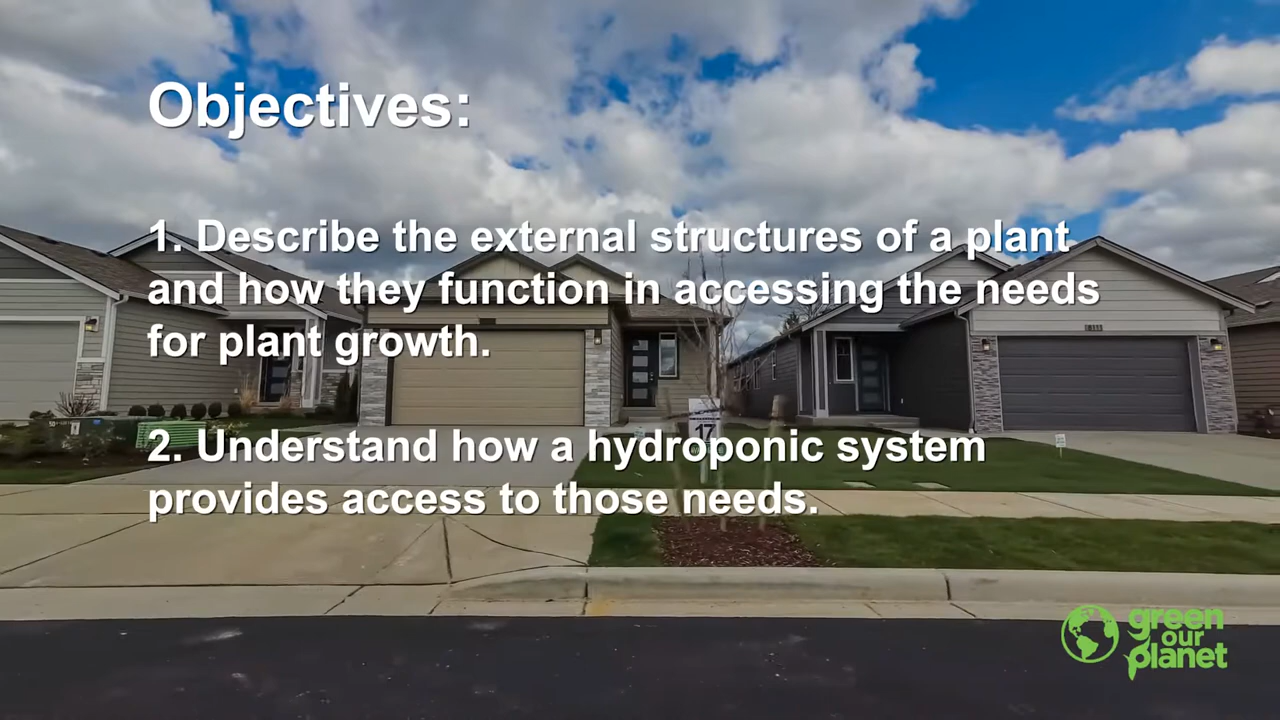 Objectives:
1. Describe the external structures of a plant
and how they function in accessing the needs
for plant growth.
17
2. Understand how a hydroponic system
provides access to those needs.
green
our
planet